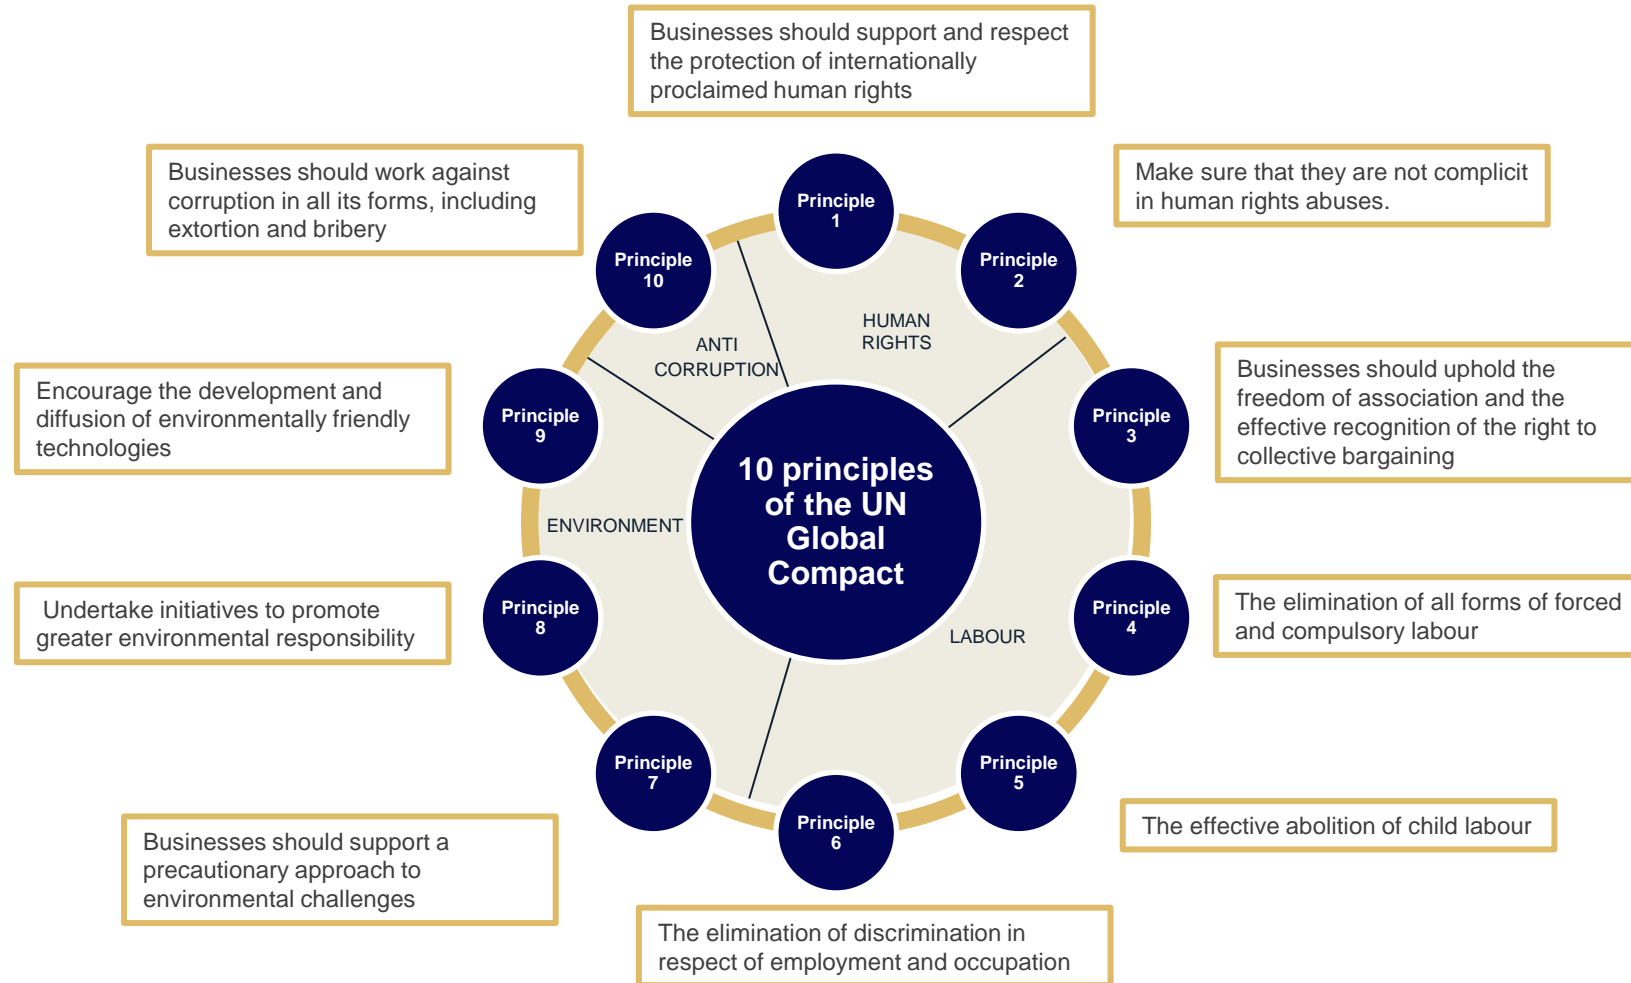 Businesses should support and respect
the protection of internationally
proclaimed human rights
Businesses should work against
corruption in all its forms, including
extortion and bribery
Make sure that they are not complicit
in human rights abuses.
Principle
1
Principle
10
Principle
2
HUMAN
RIGHTS
ANTI
CORRUPTION
Encourage the development and
diffusion of environmentally friendly
technologies
Principle
9
Principle
3
Businesses should uphold the
freedom of association and the
effective recognition of the right to
collective bargaining
10 principles
of the UN
Global
Compact
ENVIRONMENT
Undertake initiatives to promote
greater environmental responsibility
Principle
8
LABOUR
Principle
4
The elimination of all forms of forced
and compulsory labour
Principle
7
Principle
5
Principle
6
Businesses should support a
precautionary approach to
environmental challenges
The effective abolition of child labour
The elimination of discrimination in
respect of employment and occupation